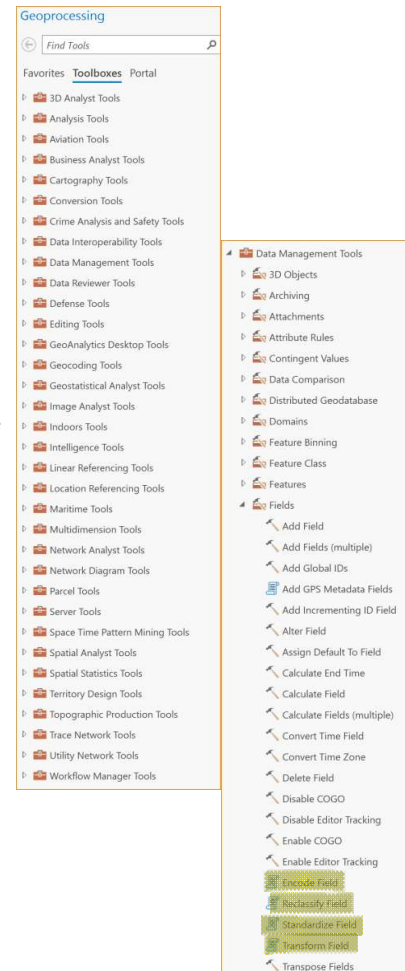 Geoprocessing
Find Tools
Favorites Toolboxes Portal
3D Analyst Tools
Analysis Tools
Aviation Tools
Business Analyst Tools
Cartography Tools
Conversion Tools
Crime Analysis and Safety Tools
Data Interoperability Tools
Data Management Tools
Data Reviewer Tools
Defense Tools
Editing Tools
GeoAnalytics Desktop Tools
Geocoding Tools
Geostatistical Analyst Tools
Image Analyst Tools
Indoors Tools
Intelligence Tools
Linear Referencing Tools
Location Referencing Tools
Maritime Tools
Multidimension Tools
Network Analyst Tools
Network Diagram Tools
Parcel Tools
Server Tools
Space Time Pattern Mining Tools
Spatial Analyst Tools
Spatial Statistics Tools
Territory Design Tools
Topographic Production Tools
Trace Network Tools
Utility Network Tools
Workflow Manager Tools
Data Management Tools
3D Objects
Archiving
Attachments
Attribute Rules
Contingent Values
Data Comparison
Distributed Geodatabase
Domains
Feature Binning
Feature Class
Features
Fields
Add Field
Add Fields (multiple)
Add Global IDs
Add GPS Metadata Fields
Add Incrementing ID Field
Alter Field
Assign Default To Field
Calculate End Time
Calculate Field
Calculate Fields (multiple)
Convert Time Field
Convert Time Zone
Delete Field
Disable COGO
Disable Editor Tracking
Enable COGO
Enable Editor Tracking
Encode Field
Reclassify Field
Standardize Field
Transform Field
Transpose Fields